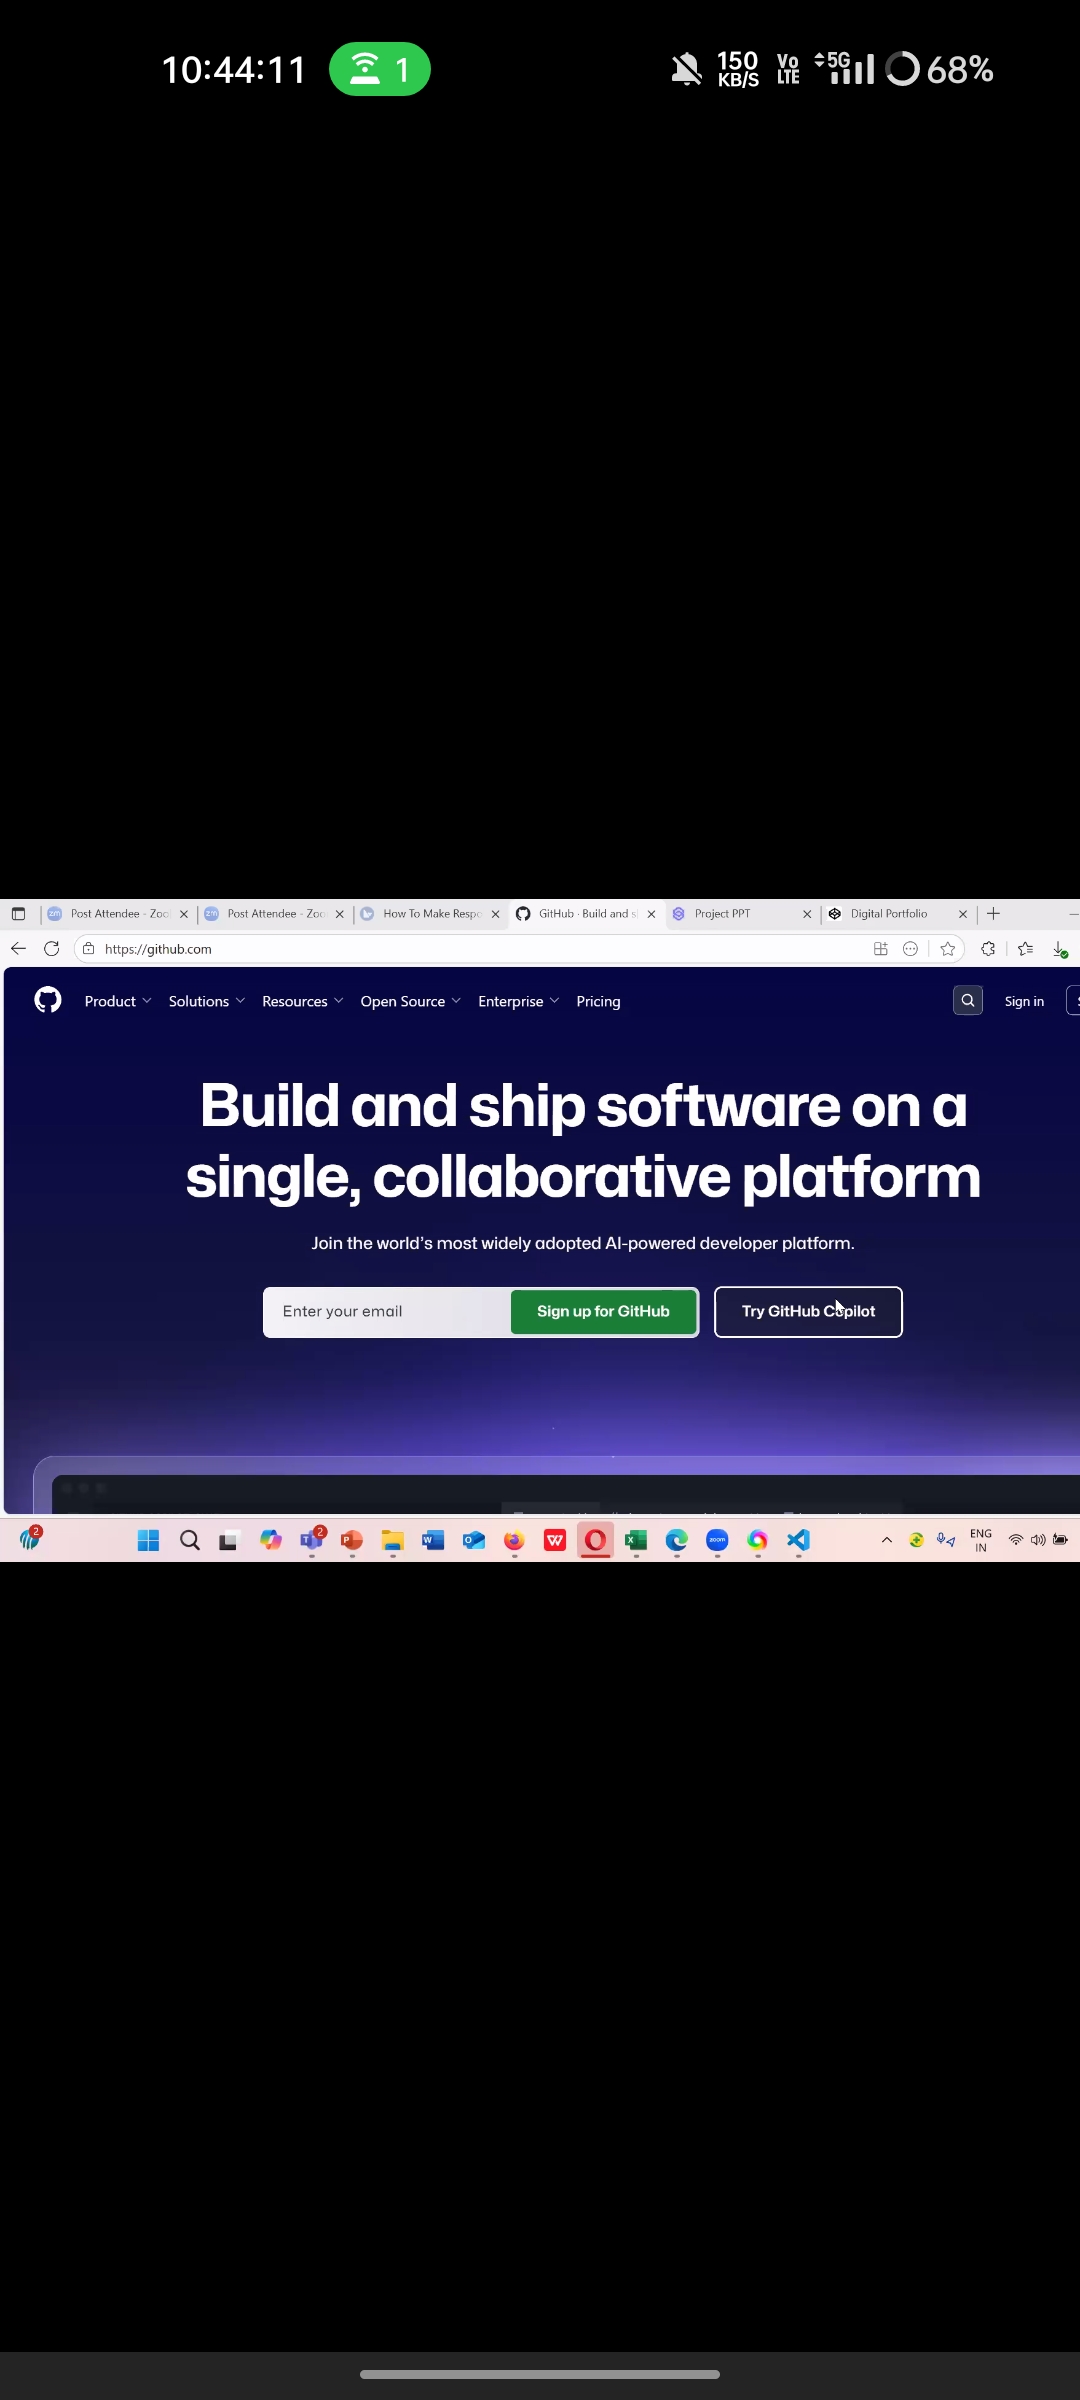 10:44:11
1
150
KB/S
Vo
LTE
5G
68%
Post Attendee - Zoo
Post Attendee - Zoo
How To Make Respo
GitHub · Build and s
Project PPT
Digital Portfolio
https://github.com
Product
Solutions
Resources
Open Source
Enterprise
Pricing
Sign in
Build and ship software on a
single, collaborative platform
Join the world's most widely adopted AI-powered developer platform.
Enter your email
Sign up for GitHub
Try GitHub Copilot
2
2
ENG
IN